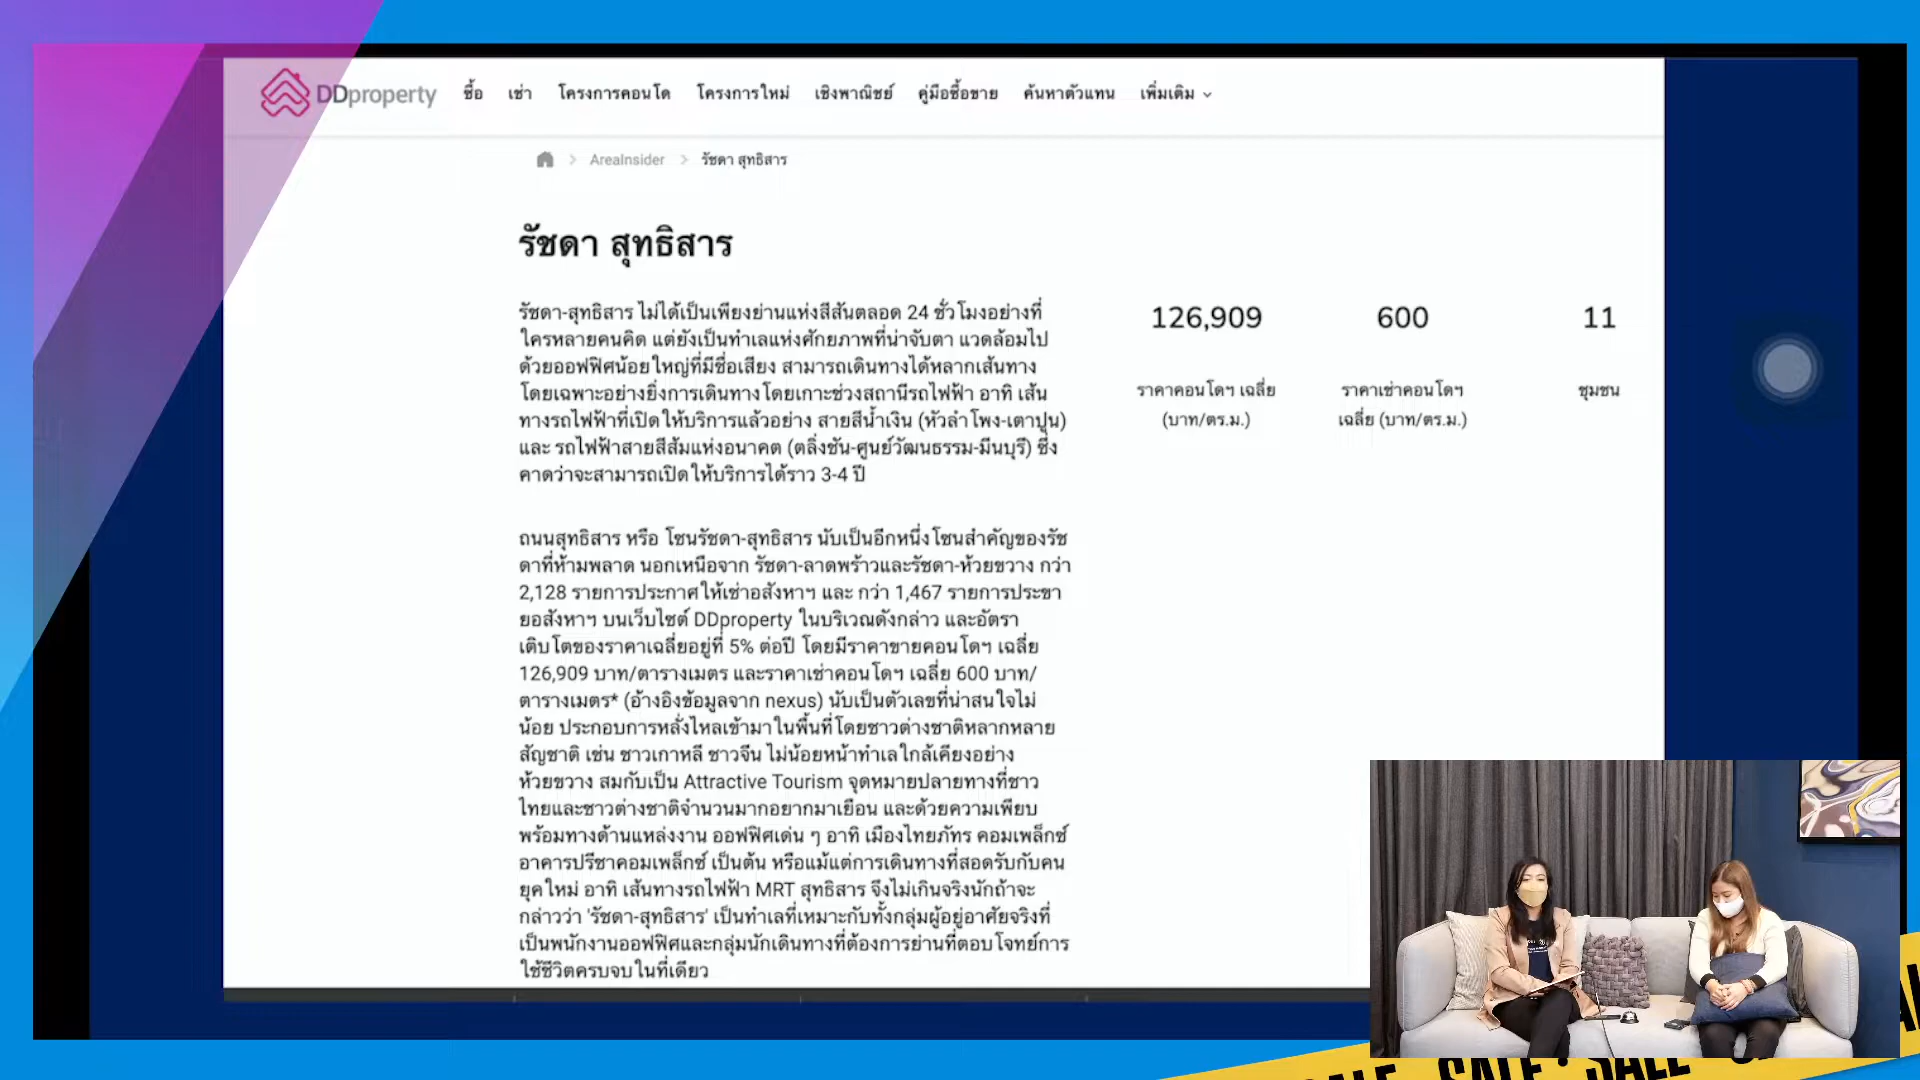 DDproperty ซื้อ เช่า โครงการคอนโด โครงการใหม่ เชิงพาณิชย์ คู่มือซื้อขาย ค้นหาตัวแทน เพิ่มเติม
AreaInsider รัชดา สุทธิสาร
รัชดา สุทธิสาร
รัชดา-สุทธิสาร ไม่ได้เป็นเพียงย่านแห่งสีสันตลอด 24 ชั่วโมงอย่างที่
ใครหลายคนคิด แต่ยังเป็นทำเลแห่งศักยภาพที่น่าจับตา แวดล้อมไป
ด้วยออฟฟิศน้อยใหญ่ที่มีชื่อเสียง สามารถเดินทางได้หลากเส้นทาง
โดยเฉพาะอย่างยิ่งการเดินทางโดยเกาะช่วงสถานีรถไฟฟ้า อาทิ เส้น
ทางรถไฟฟ้าที่เปิดให้บริการแล้วอย่าง สายสีน้ำเงิน (หัวลำโพง-เตาปูน)
และ รถไฟฟ้าสายสีส้มแห่งอนาคต (ตลิ่งชัน-ศูนย์วัฒนธรรม-มีนบุรี) ซึ่ง
คาดว่าจะสามารถเปิดให้บริการได้ราว 3-4 ปี
126,909
ราคาคอนโดฯ เฉลี่ย
(บาท/ตร.ม.)
600
ราคาเช่าคอนโดฯ
เฉลี่ย (บาท/ตร.ม.)
11
ชุมชน
ถนนสุทธิสาร หรือ โซนรัชดา-สุทธิสาร นับเป็นอีกหนึ่งโซนสำคัญของรัช
ดาที่ห้ามพลาด นอกเหนือจาก รัชดา-ลาดพร้าวและรัชดา-ห้วยขวาง กว่า
2,128 รายการประกาศให้เช่าอสังหาฯ และ กว่า 1,467 รายการประขา
ยอสังหาฯ บนเว็บไซต์ DDproperty ในบริเวณดังกล่าว และอัตรา
เติบโตของราคาเฉลี่ยอยู่ที่ 5% ต่อปี โดยมีราคาขายคอนโดฯ เฉลี่ย
126,909 บาท/ตารางเมตร และราคาเช่าคอนโดฯ เฉลี่ย 600 บาท/
ตารางเมตร* (อ้างอิงข้อมูลจาก nexus) นับเป็นตัวเลขที่น่าสนใจไม่
น้อย ประกอบการหลั่งไหลเข้ามาในพื้นที่โดยชาวต่างชาติหลากหลาย
สัญชาติ เช่น ชาวเกาหลี ชาวจีน ไม่น้อยหน้าทำเลใกล้เคียงอย่าง
ห้วยขวาง สมกับเป็น Attractive Tourism จุดหมายปลายทางที่ชาว
ไทยและชาวต่างชาติจำนวนมากอยากมาเยือน และด้วยความเพียบ
พร้อมทางด้านแหล่งงาน ออฟฟิศเด่น ๆ อาทิ เมืองไทยภัทร คอมเพล็กซ์
อาคารปรีชาคอมเพล็กซ์ เป็นต้น หรือแม้แต่การเดินทางที่สอดรับกับคน
ยุคใหม่ อาทิ เส้นทางรถไฟฟ้า MRT สุทธิสาร จึงไม่เกินจริงนักถ้าจะ
กล่าวว่า 'รัชดา-สุทธิสาร' เป็นทำเลที่เหมาะกับทั้งกลุ่มผู้อยู่อาศัยจริงที่
เป็นพนักงานออฟฟิศและกลุ่มนักเดินทางที่ต้องการย่านที่ตอบโจทย์การ
ใช้ชีวิตครบจบในที่เดียว
SALE SALE